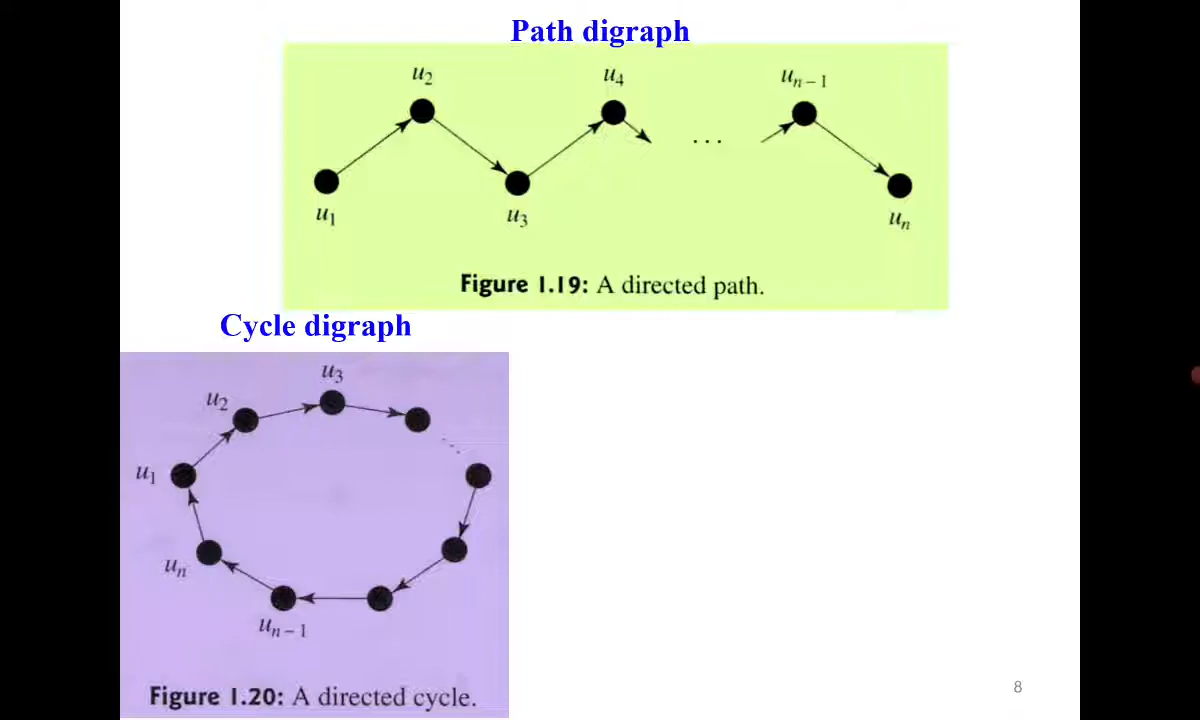 Path digraph
u2 u4 un−1
...
u1 u3 un
Figure 1.19: A directed path.
Cycle digraph
u3
u2
...
u1
un
un−1
Figure 1.20: A directed cycle.
8